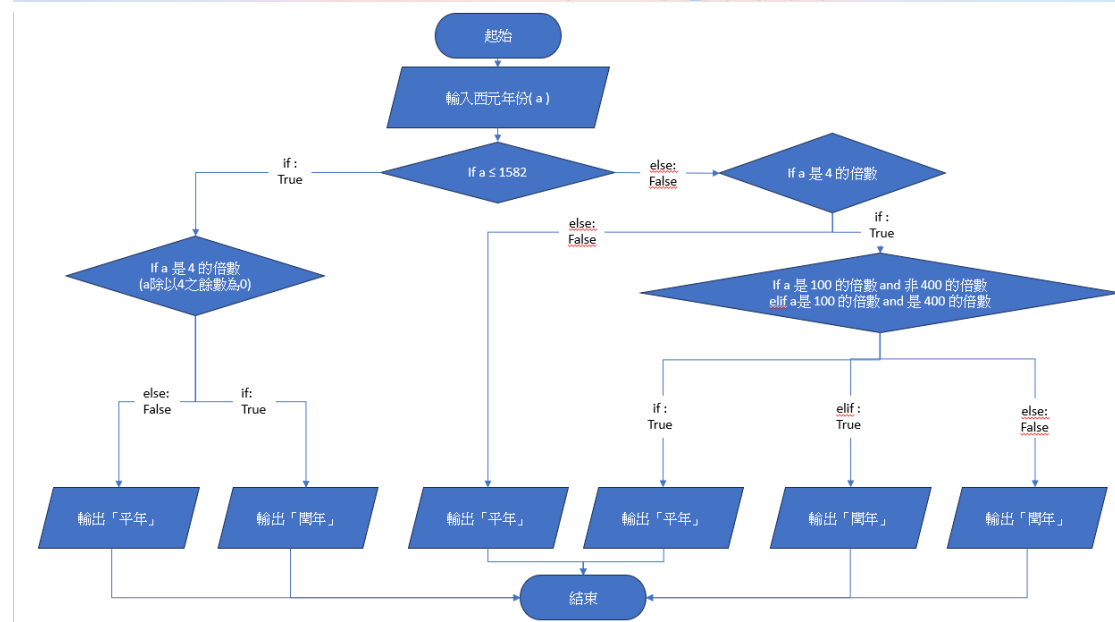 起始
輸入西元年份( a )
If a ≤ 1582
if :
True
else:
False
If a 是 4 的倍數
else:
False
if :
True
If a 是 4 的倍數
(a除以4之餘數為0)
If a 是 100 的倍數 and 非 400 的倍數
elif a是 100 的倍數 and 是 400 的倍數
else:
False
if:
True
if :
True
elif :
True
else:
False
輸出「平年」
輸出「閏年」
輸出「平年」
輸出「平年」
輸出「閏年」
輸出「閏年」
結束